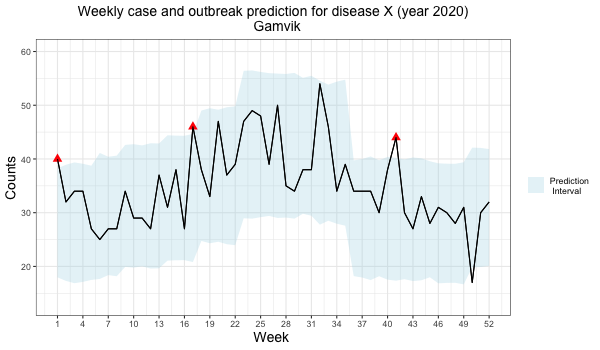 Weekly case and outbreak prediction for disease X (year 2020)
Gamvik
60
50
40
30
20
Counts
1 4 7 10 13 16 19 22 25 28 31 34 37 40 43 46 49 52
Week
Prediction
Interval